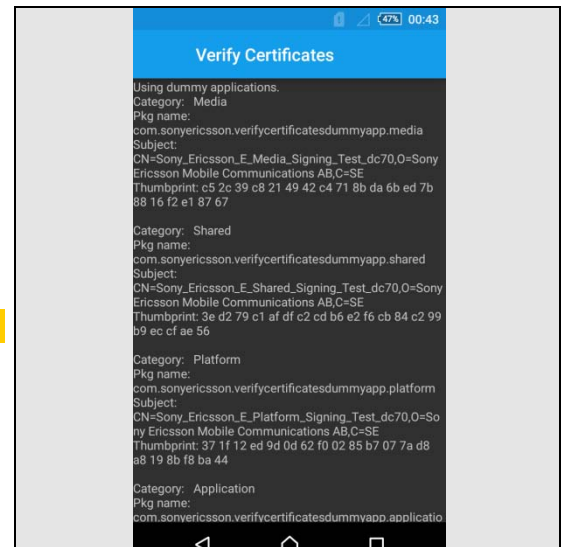 47% 00:43
Verify Certificates
Using dummy applications.
Category:   Media
Pkg name:
com.sonyericsson.verifycertificatesdummyapp.media
Subject:
CN=Sony_Ericsson_E_Media_Signing_Test_dc70,O=Sony
Ericsson Mobile Communications AB,C=SE
Thumbprint: c5 2c 39 c8 21 49 42 c4 71 8b da 6b ed 7b
88 16 f2 e1 87 67
Category:   Shared
Pkg name:
com.sonyericsson.verifycertificatesdummyapp.shared
Subject:
CN=Sony_Ericsson_E_Shared_Signing_Test_dc70,O=Sony
Ericsson Mobile Communications AB,C=SE
Thumbprint: 3e d2 79 c1 af df c2 cd b6 e2 f6 cb 84 c2 99
b9 ec cf ae 56
Category:   Platform
Pkg name:
com.sonyericsson.verifycertificatesdummyapp.platform
Subject:
CN=Sony_Ericsson_E_Platform_Signing_Test_dc70,O=So
ny Ericsson Mobile Communications AB,C=SE
Thumbprint: 37 1f 12 ed 9d 0d 62 f0 02 85 b7 07 7a d8
a8 19 8b f8 ba 44
Category:   Application
Pkg name:
com.sonyericsson.verifycertificatesdummyapp.applicatio